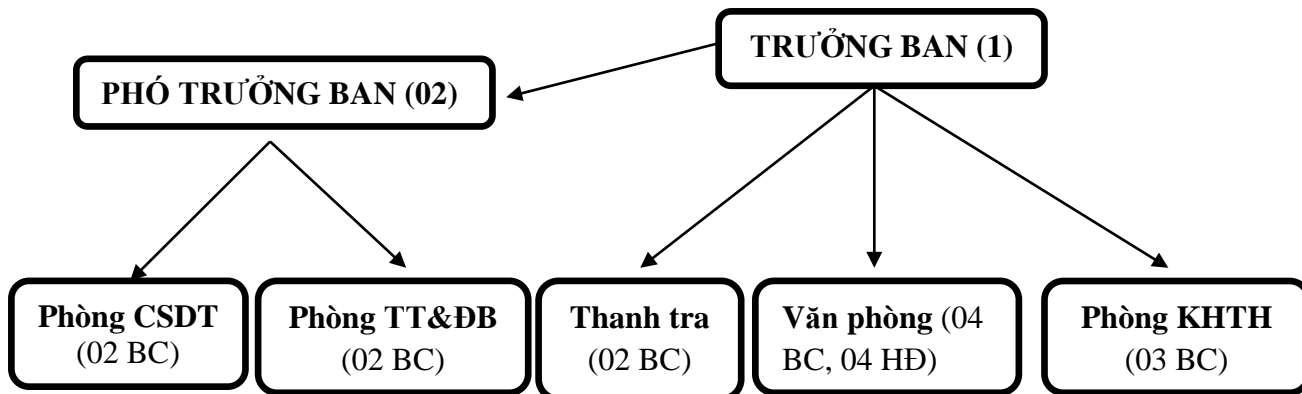 TRƯỞNG BAN (1)
PHÓ TRƯỞNG BAN (02)
Phòng CSDT
(02 BC)
Phòng TT&ĐB
(02 BC)
Thanh tra
(02 BC)
Văn phòng (04
BC, 04 HĐ)
Phòng KHTH
(03 BC)